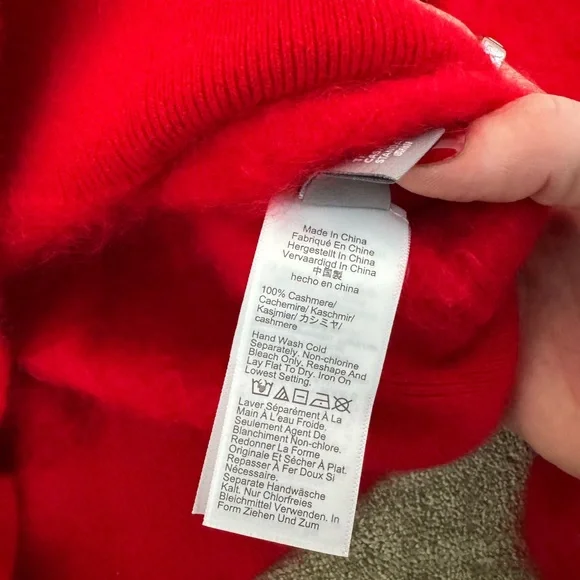 Made In China
Fabriqué En Chine
Hergestellt In China
Vervaardigd In China
中国製
hecho en china
100% Cashmere/
Cachemire/ Kaschmir/
Kasjmier/ カシミヤ/
cashmere
Hand Wash Cold
Separately. Non-chlorine
Bleach Only, Reshape And
Lay Flat To Dry. Iron On
Lowest Setting.
Laver Séparément À La
Main À L'eau Froide.
Seulement Agent De
Blanchiment Non-chlore.
Redonner La Forme
Originale Et Sécher À Plat.
Repasser À Fer Doux Si
Nécessaire.
Separate Handwäsche
Kalt. Nur Chlorfreies
Bleichmittel Verwenden. In
Form Ziehen Und Zum